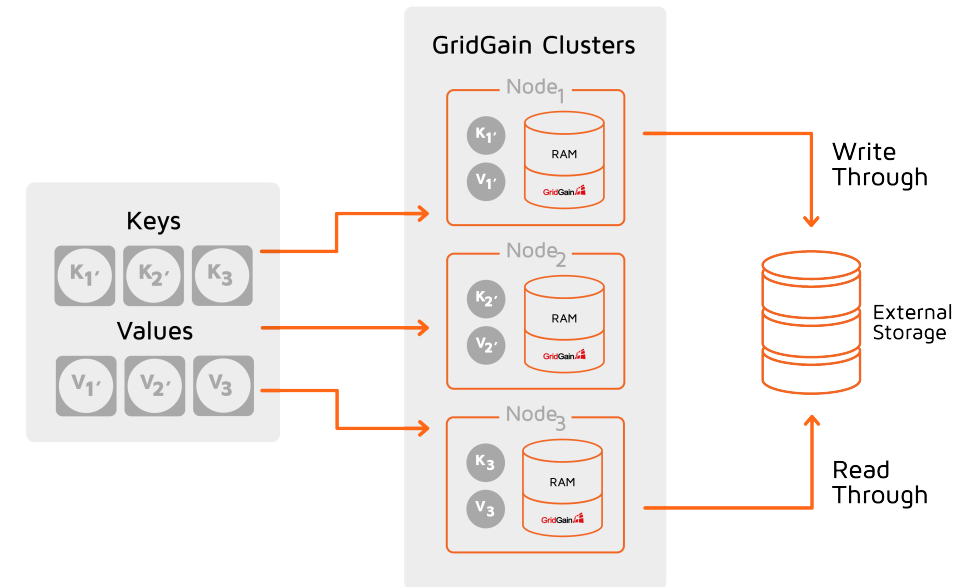 GridGain Clusters
Node1
K1′
V1′
RAM
GridGain
Write
Through
Keys
K1′ K2′ K3
Values
V1′ V2′ V3
Node2
K2′
V2′
RAM
GridGain
External
Storage
Node3
K3
V3
RAM
GridGain
Read
Through